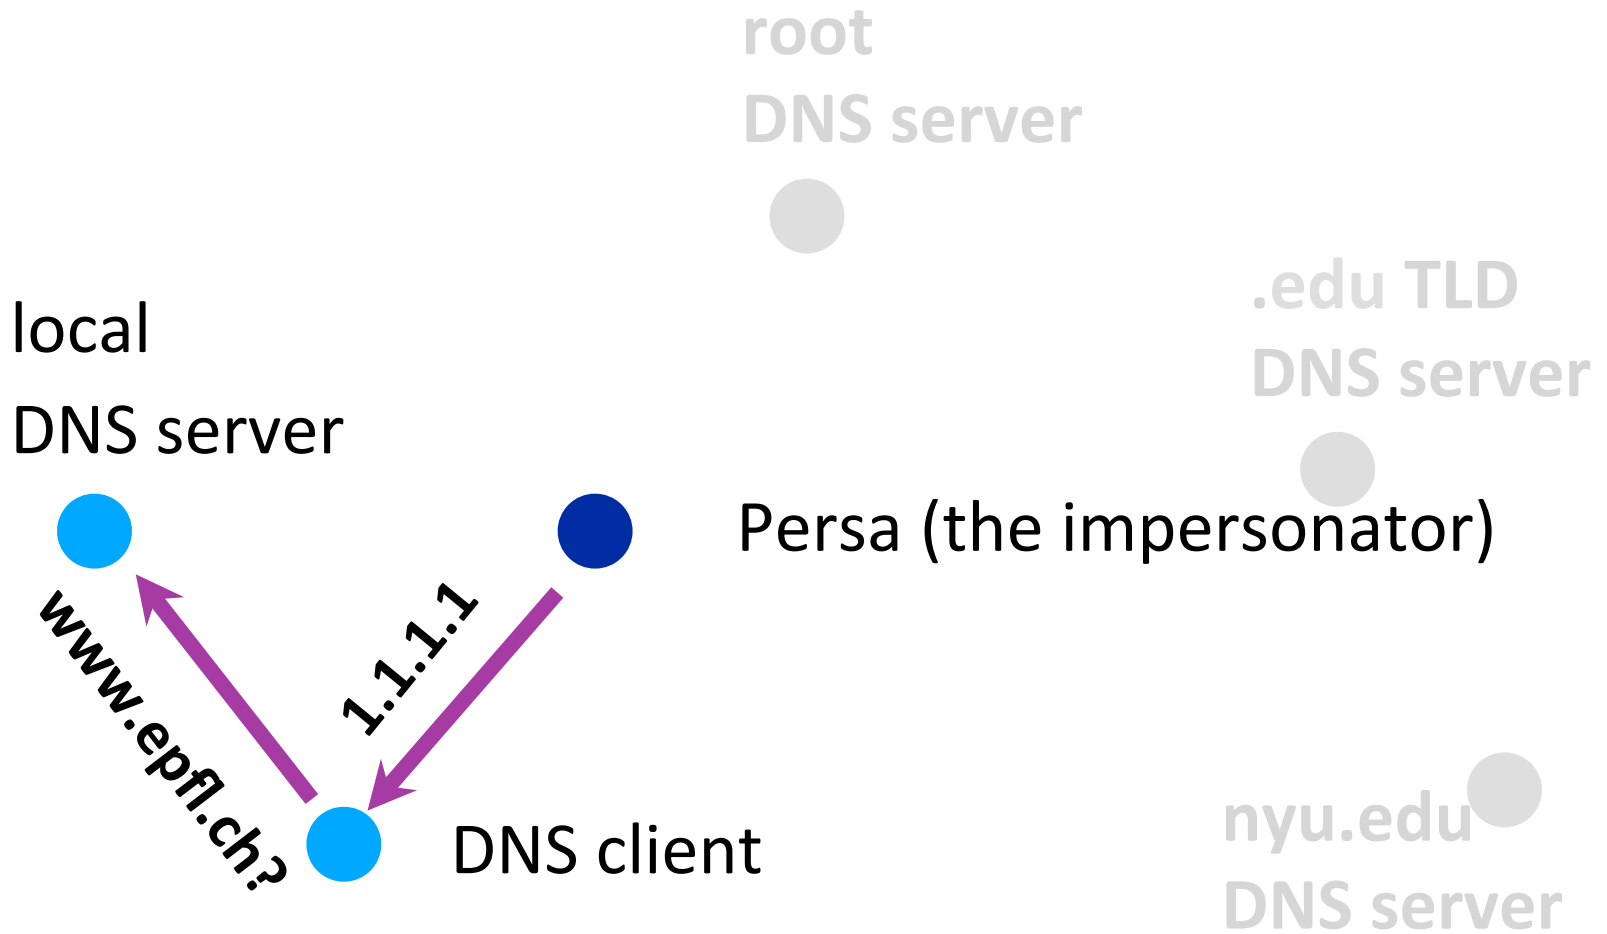 root
DNS server
.edu TLD
DNS server
local
DNS server
Persa (the impersonator)
1.1.1.1
www.epfl.ch?
DNS client
nyu.edu
DNS server